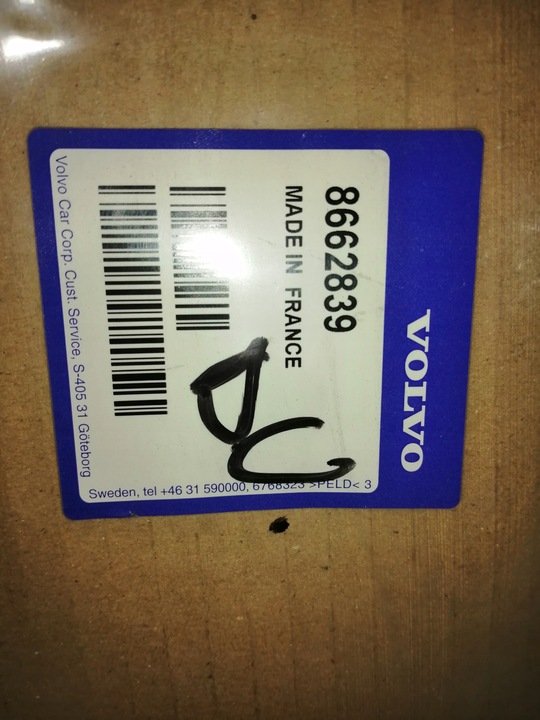 VOLVO
8662839
MADE IN FRANCE
Volvo Car Corp. Cust. Service, S-405 31 Göteborg
Sweden, tel +46 31 590000, 6768323 >PELD< 3